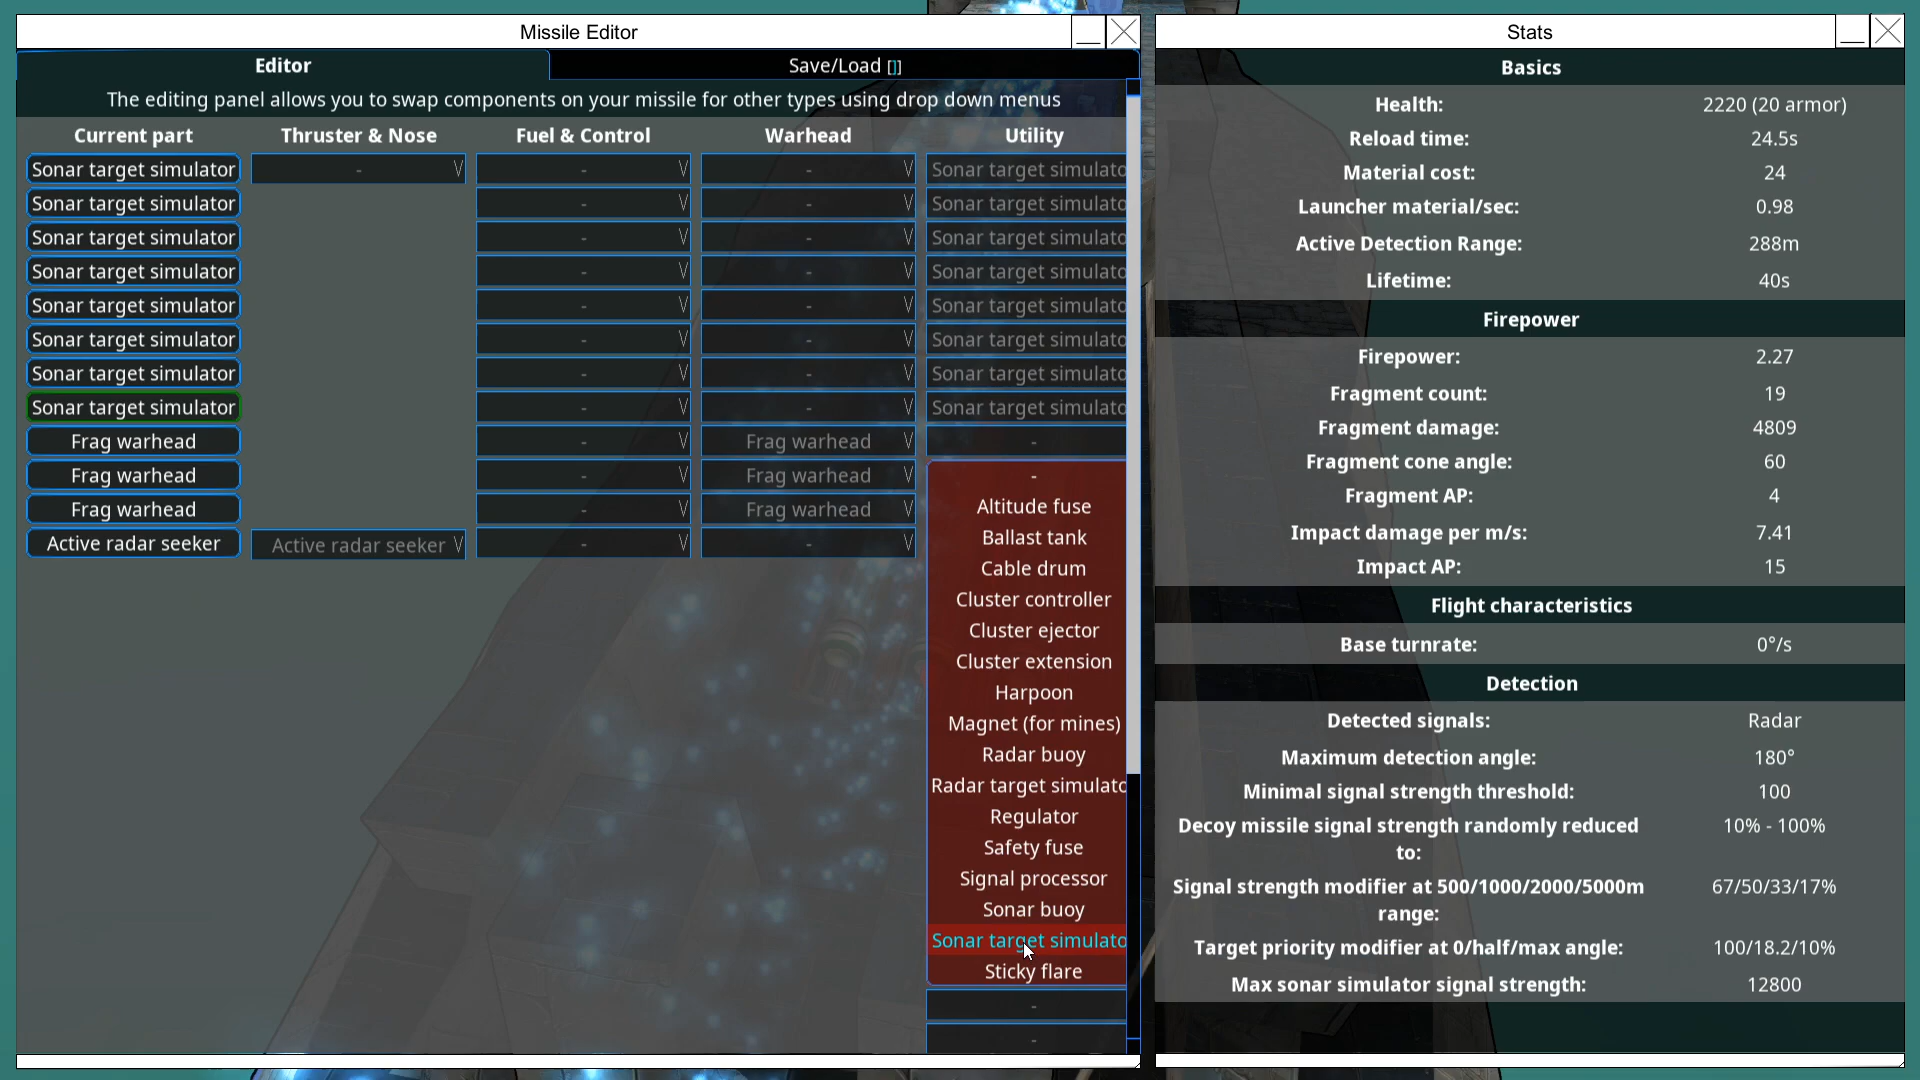 Missile Editor
Editor
Save/Load []]
The editing panel allows you to swap components on your missile for other types using drop down menus
Current part Thruster & Nose Fuel & Control Warhead Utility
Sonar target simulator - V - V - V Sonar target simulato
Sonar target simulator - V - V Sonar target simulato
Sonar target simulator - V - V Sonar target simulato
Sonar target simulator - V - V Sonar target simulato
Sonar target simulator - V - V Sonar target simulato
Sonar target simulator - V - V Sonar target simulato
Sonar target simulator - V - V Sonar target simulato
Sonar target simulator - V - V Sonar target simulato
Frag warhead - V Frag warhead V -
Frag warhead - V Frag warhead V
Frag warhead - V Frag warhead V
Active radar seeker Active radar seeker V - V - V
-
Altitude fuse
Ballast tank
Cable drum
Cluster controller
Cluster ejector
Cluster extension
Harpoon
Magnet (for mines)
Radar buoy
Radar target simulato
Regulator
Safety fuse
Signal processor
Sonar buoy
Sonar target simulato
Sticky flare
-
-
Stats
Basics
Health: 2220 (20 armor)
Reload time: 24.5s
Material cost: 24
Launcher material/sec: 0.98
Active Detection Range: 288m
Lifetime: 40s
Firepower
Firepower: 2.27
Fragment count: 19
Fragment damage: 4809
Fragment cone angle: 60
Fragment AP: 4
Impact damage per m/s: 7.41
Impact AP: 15
Flight characteristics
Base turnrate: 0°/s
Detection
Detected signals: Radar
Maximum detection angle: 180°
Minimal signal strength threshold: 100
Decoy missile signal strength randomly reduced 10% - 100%
to:
Signal strength modifier at 500/1000/2000/5000m 67/50/33/17%
range:
Target priority modifier at 0/half/max angle: 100/18.2/10%
Max sonar simulator signal strength: 12800